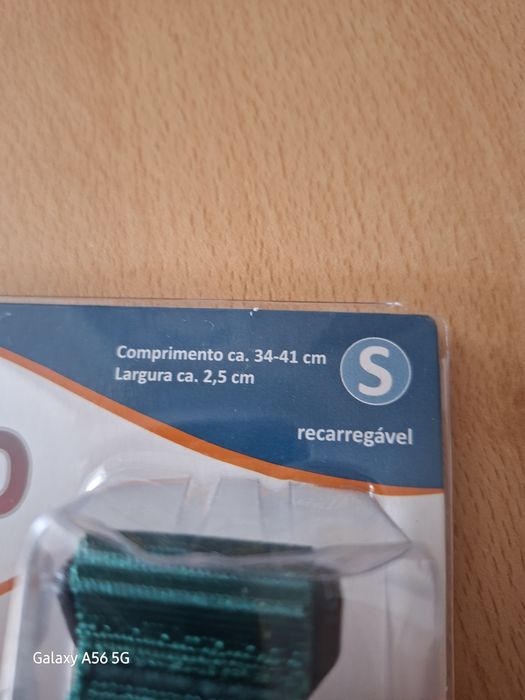 Comprimento ca. 34-41 cm
Largura ca. 2,5 cm
S
recarregável
Galaxy A56 5G